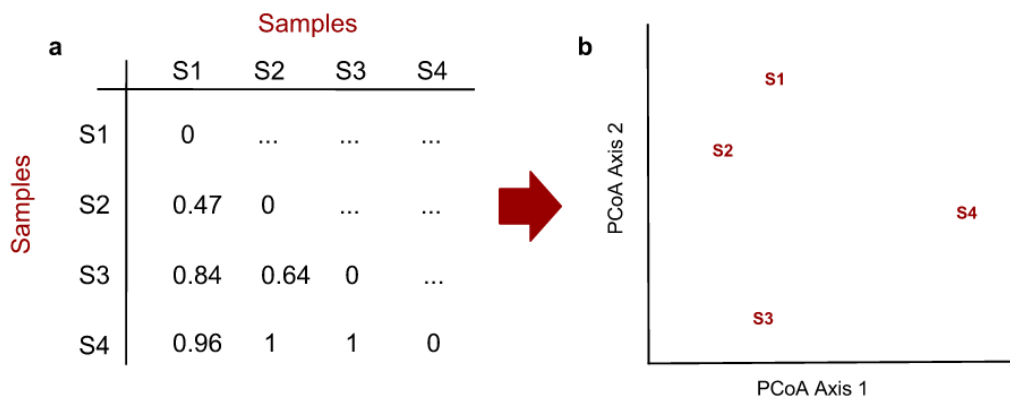 a
Samples
S1 S2 S3 S4
Samples
S1 0 ... ... ...
S2 0.47 0 ... ...
S3 0.84 0.64 0 ...
S4 0.96 1 1 0
b
PCoA Axis 2
S1
S2
S4
S3
PCoA Axis 1